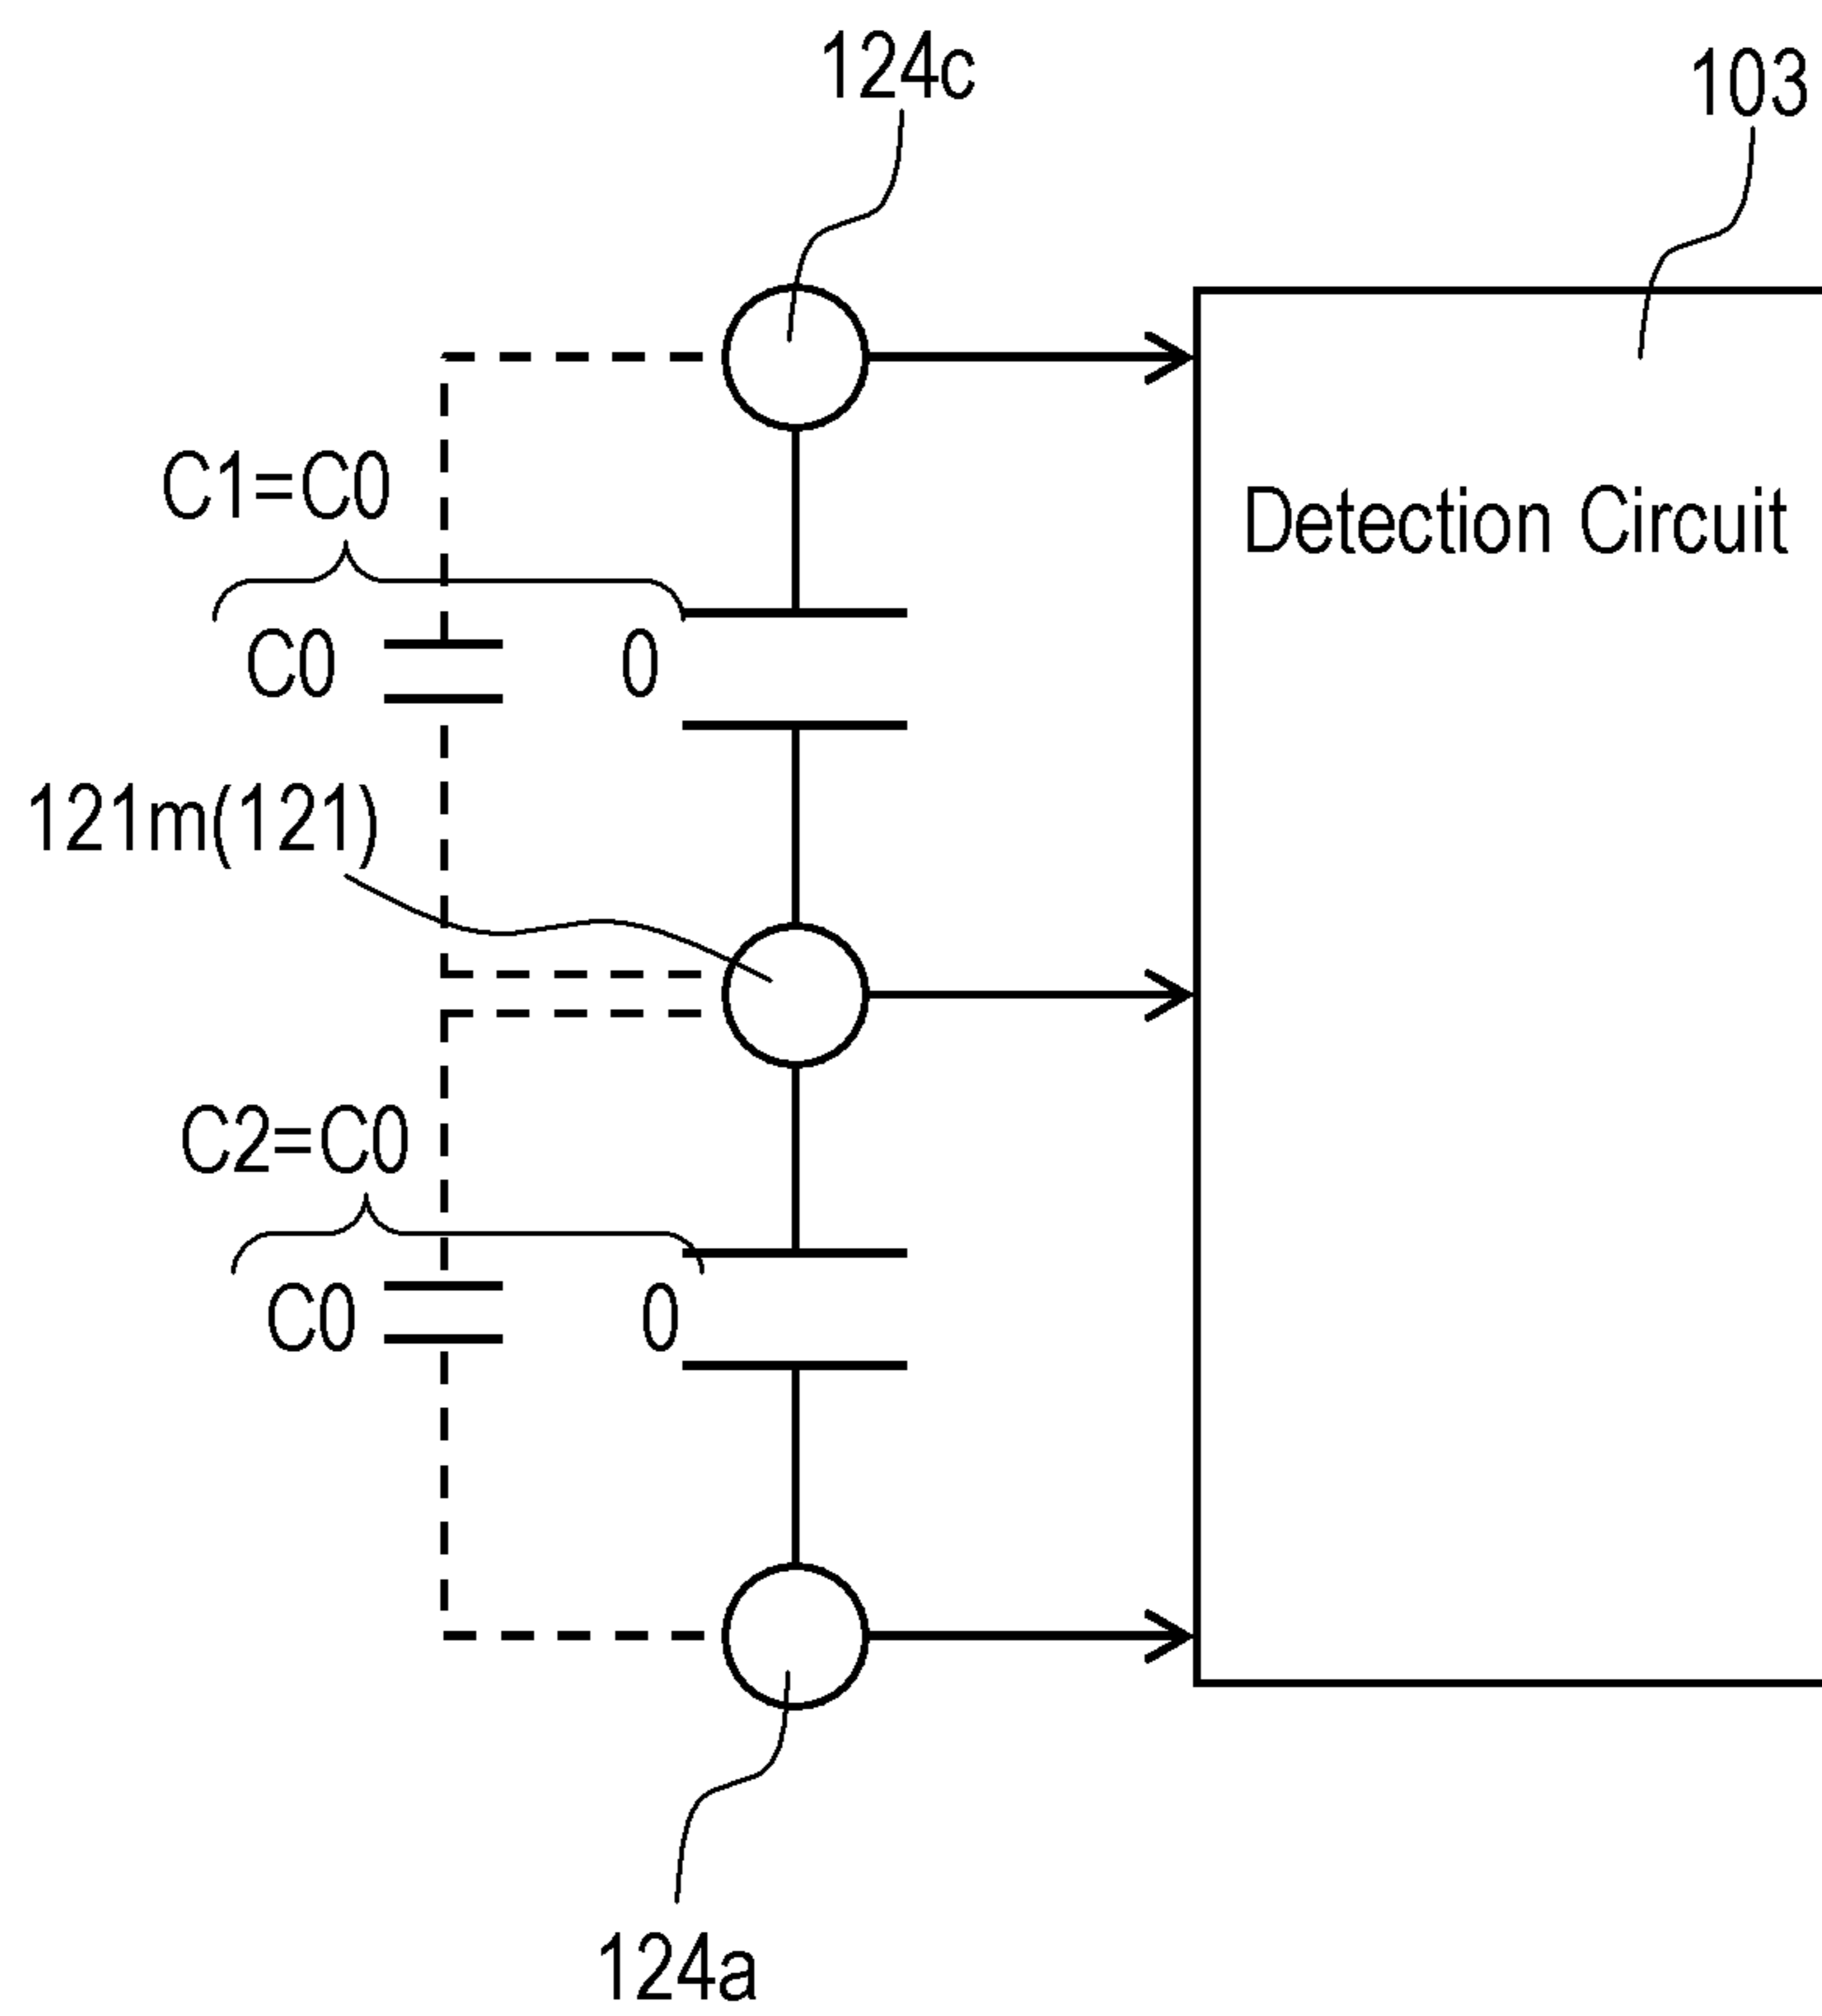 124c
103
C1=C0
Detection Circuit
C0
0
121m(121)
C2=C0
C0
0
124a